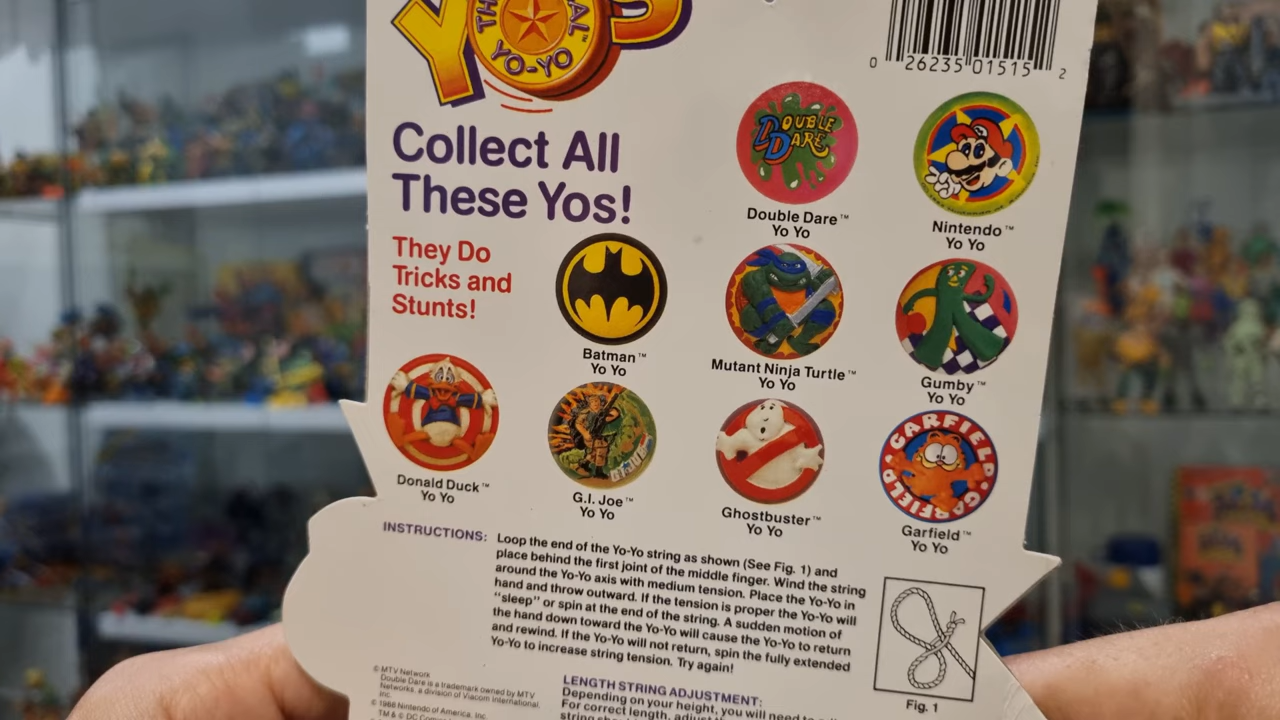 YO'S
THE
YO-YO
0 26235 01515 2
Collect All
These Yos!
They Do
Tricks and
Stunts!
DOUBLE
DARE
Double Dare™
Yo Yo
Nintendo™
Yo Yo
Batman™
Yo Yo
Mutant Ninja Turtle™
Yo Yo
Gumby™
Yo Yo
Donald Duck™
Yo Yo
G.I. Joe™
Yo Yo
Ghostbuster™
Yo Yo
GARFIELD
GARFIELD
Garfield™
Yo Yo
INSTRUCTIONS:
Loop the end of the Yo-Yo string as shown (See Fig. 1) and
place behind the first joint of the middle finger. Wind the string
around the Yo-Yo axis with medium tension. Place the Yo-Yo in
hand and throw outward. If the tension is proper the Yo-Yo will
"sleep" or spin at the end of the string. A sudden motion of
the hand down toward the Yo-Yo will cause the Yo-Yo to return
and rewind. If the Yo-Yo will not return, spin the fully extended
Yo-Yo to increase string tension. Try again!
Fig. 1
© MTV Network
Double Dare is a trademark owned by MTV
Networks, a division of Viacom International,
Inc.
© 1988 Nintendo of America, Inc.
TM & © DC
LENGTH STRING ADJUSTMENT:
Depending on your height, you will need to
For correct length, adjust
string